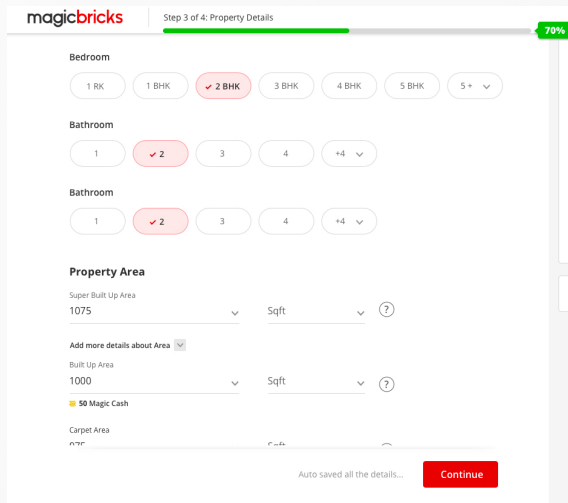 magicbricks Step 3 of 4: Property Details
70%
Bedroom
1 RK 1 BHK 2 BHK 3 BHK 4 BHK 5 BHK 5 +
Bathroom
1 2 3 4 +4
Bathroom
1 2 3 4 +4
Property Area
Super Built Up Area
1075 Sqft ?
Add more details about Area
Built Up Area
1000 Sqft ?
50 Magic Cash
Carpet Area
975 Sqft
Auto saved all the details... Continue